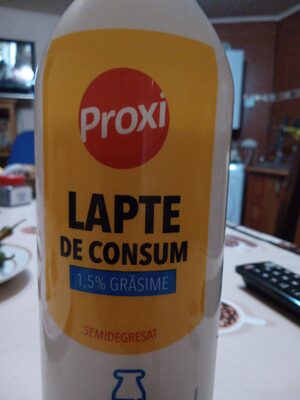 Proxi
LAPTE
DE CONSUM
1,5% GRĂSIME
SEMIDEGRESAT